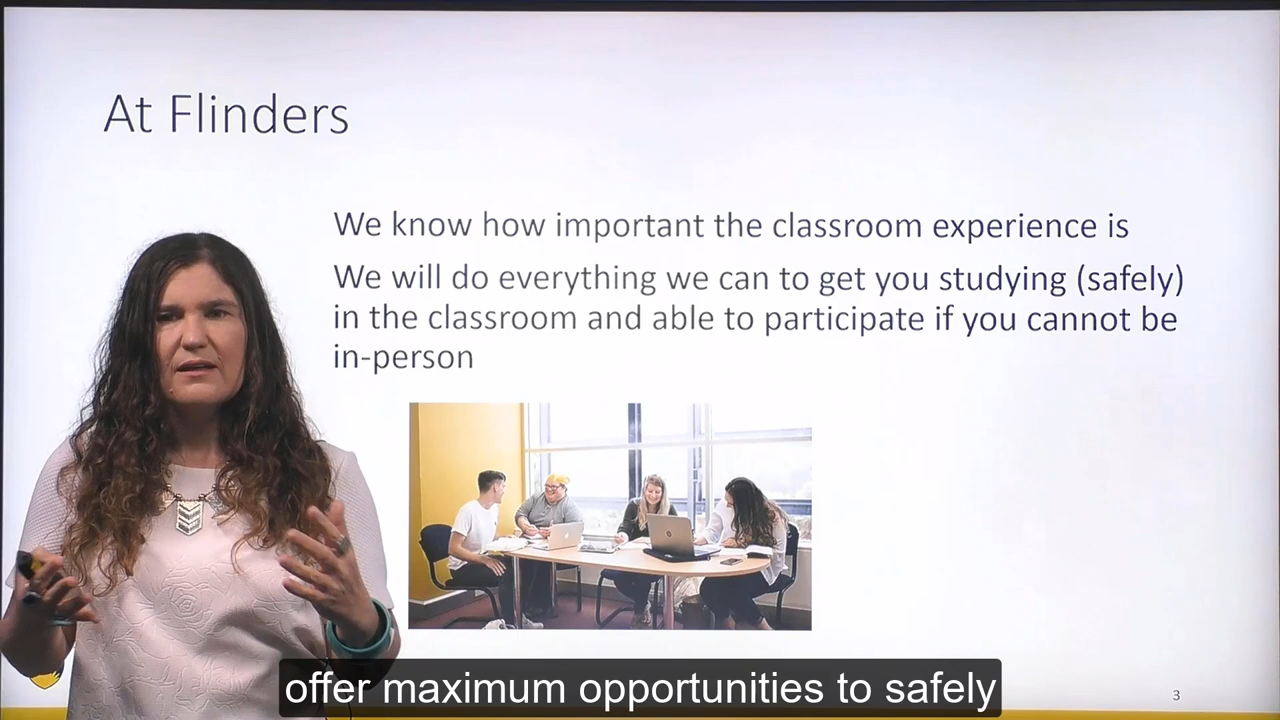 At Flinders
We know how important the classroom experience is
We will do everything we can to get you studying (safely)
in the classroom and able to participate if you cannot be
in-person
offer maximum opportunities to safely
3